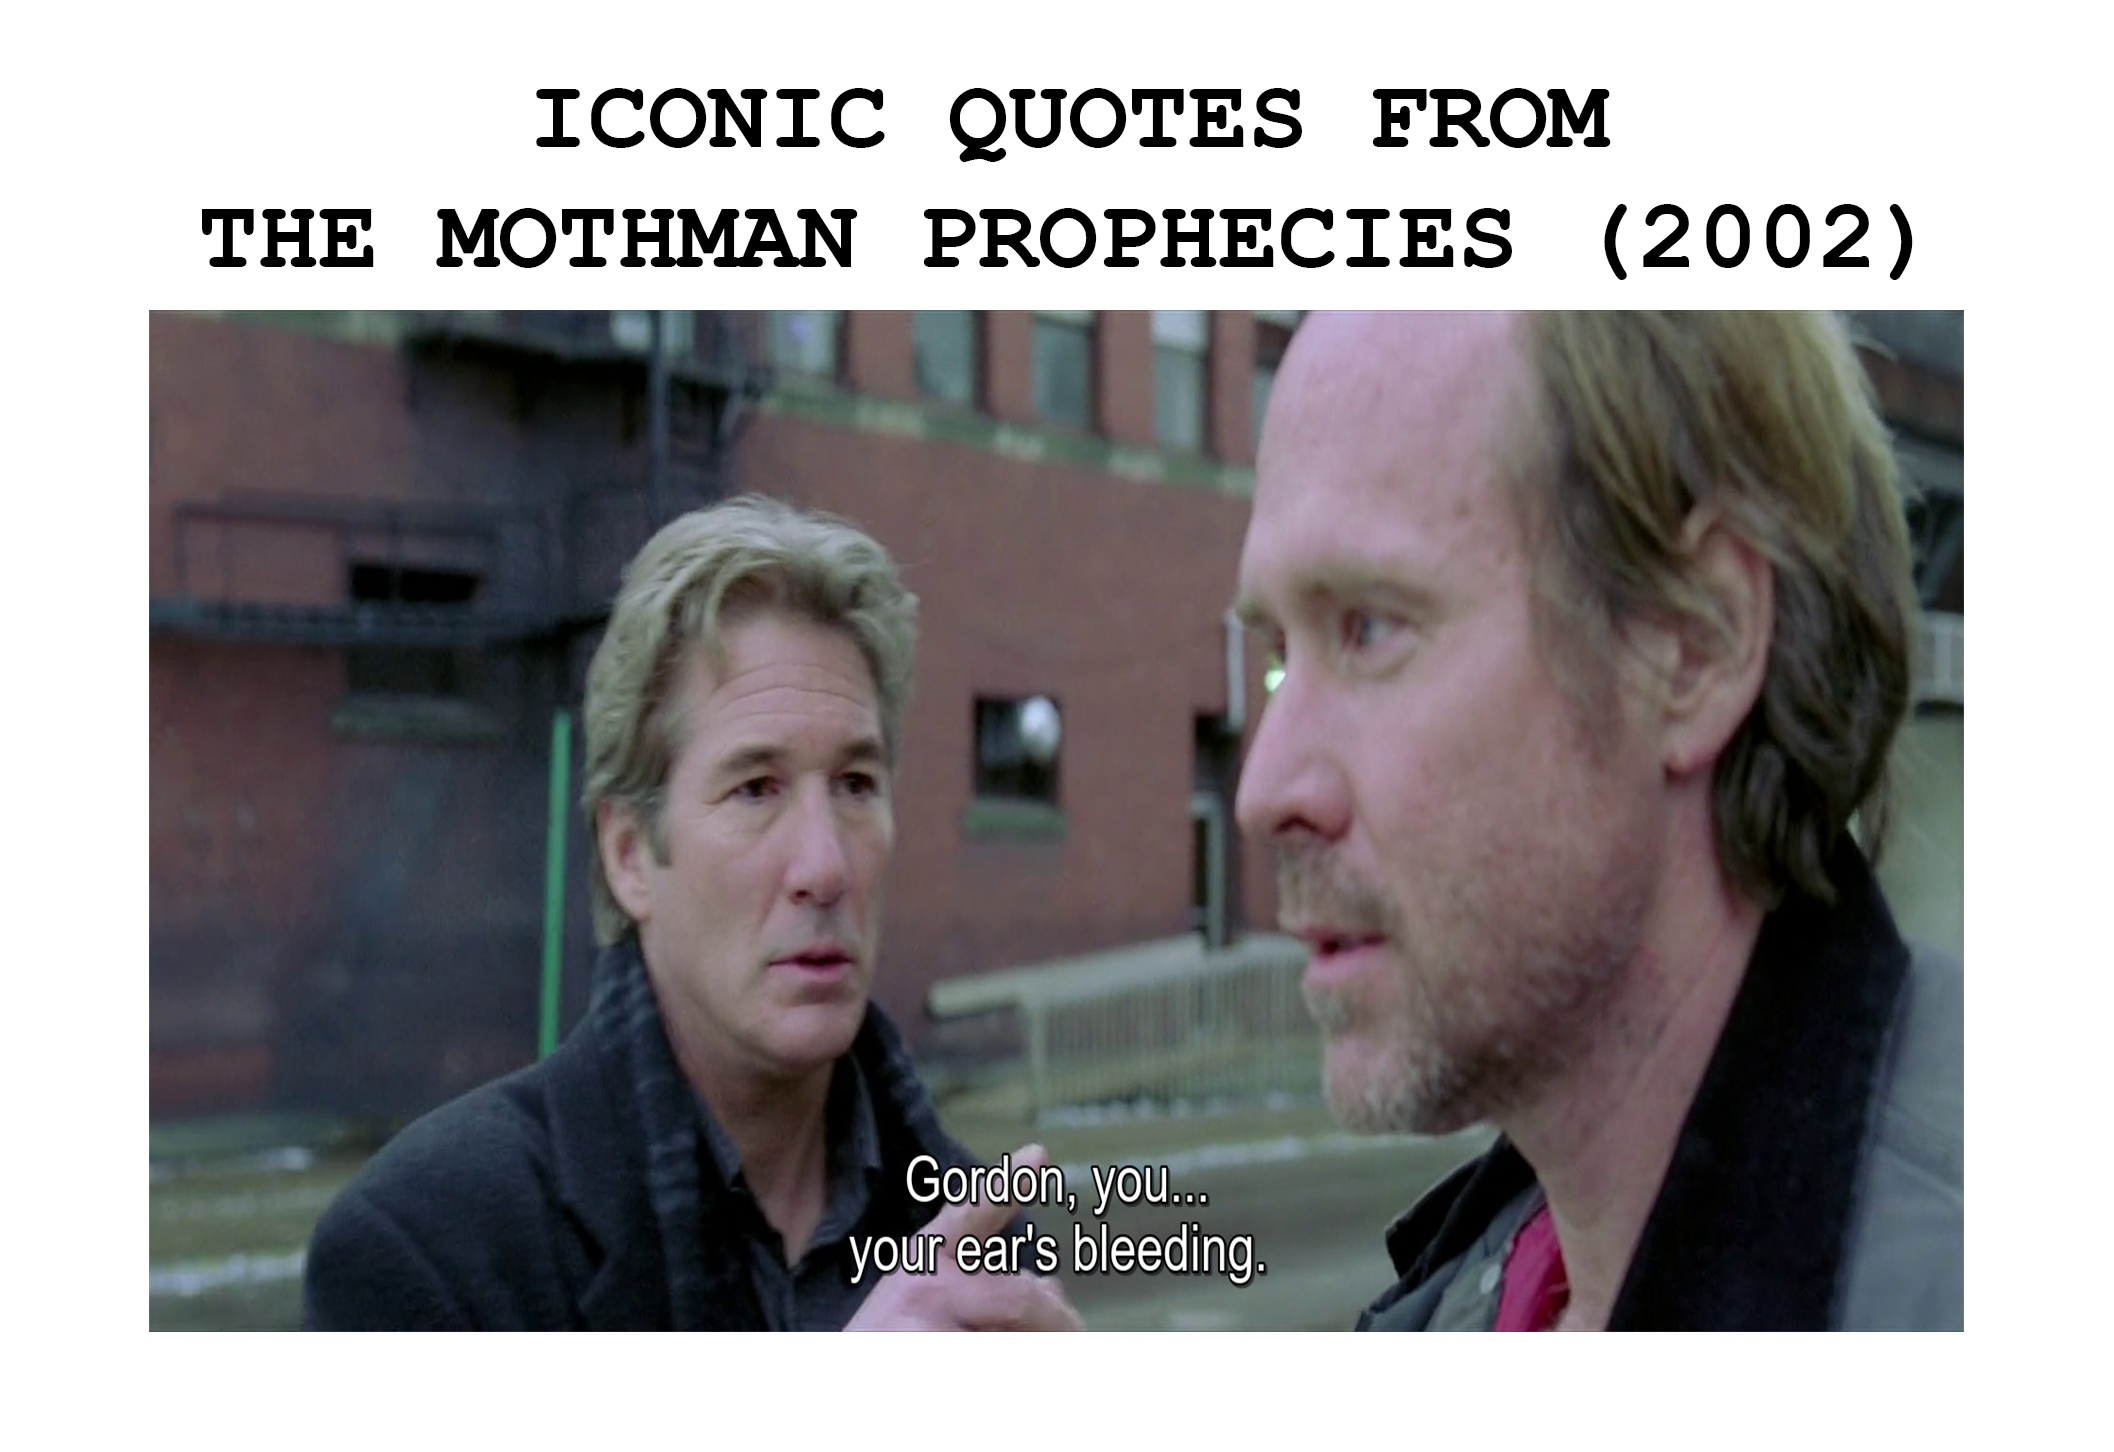 ICONIC QUOTES FROM
THE MOTHMAN PROPHECIES (2002)
Gordon, you...
your ear's bleeding.